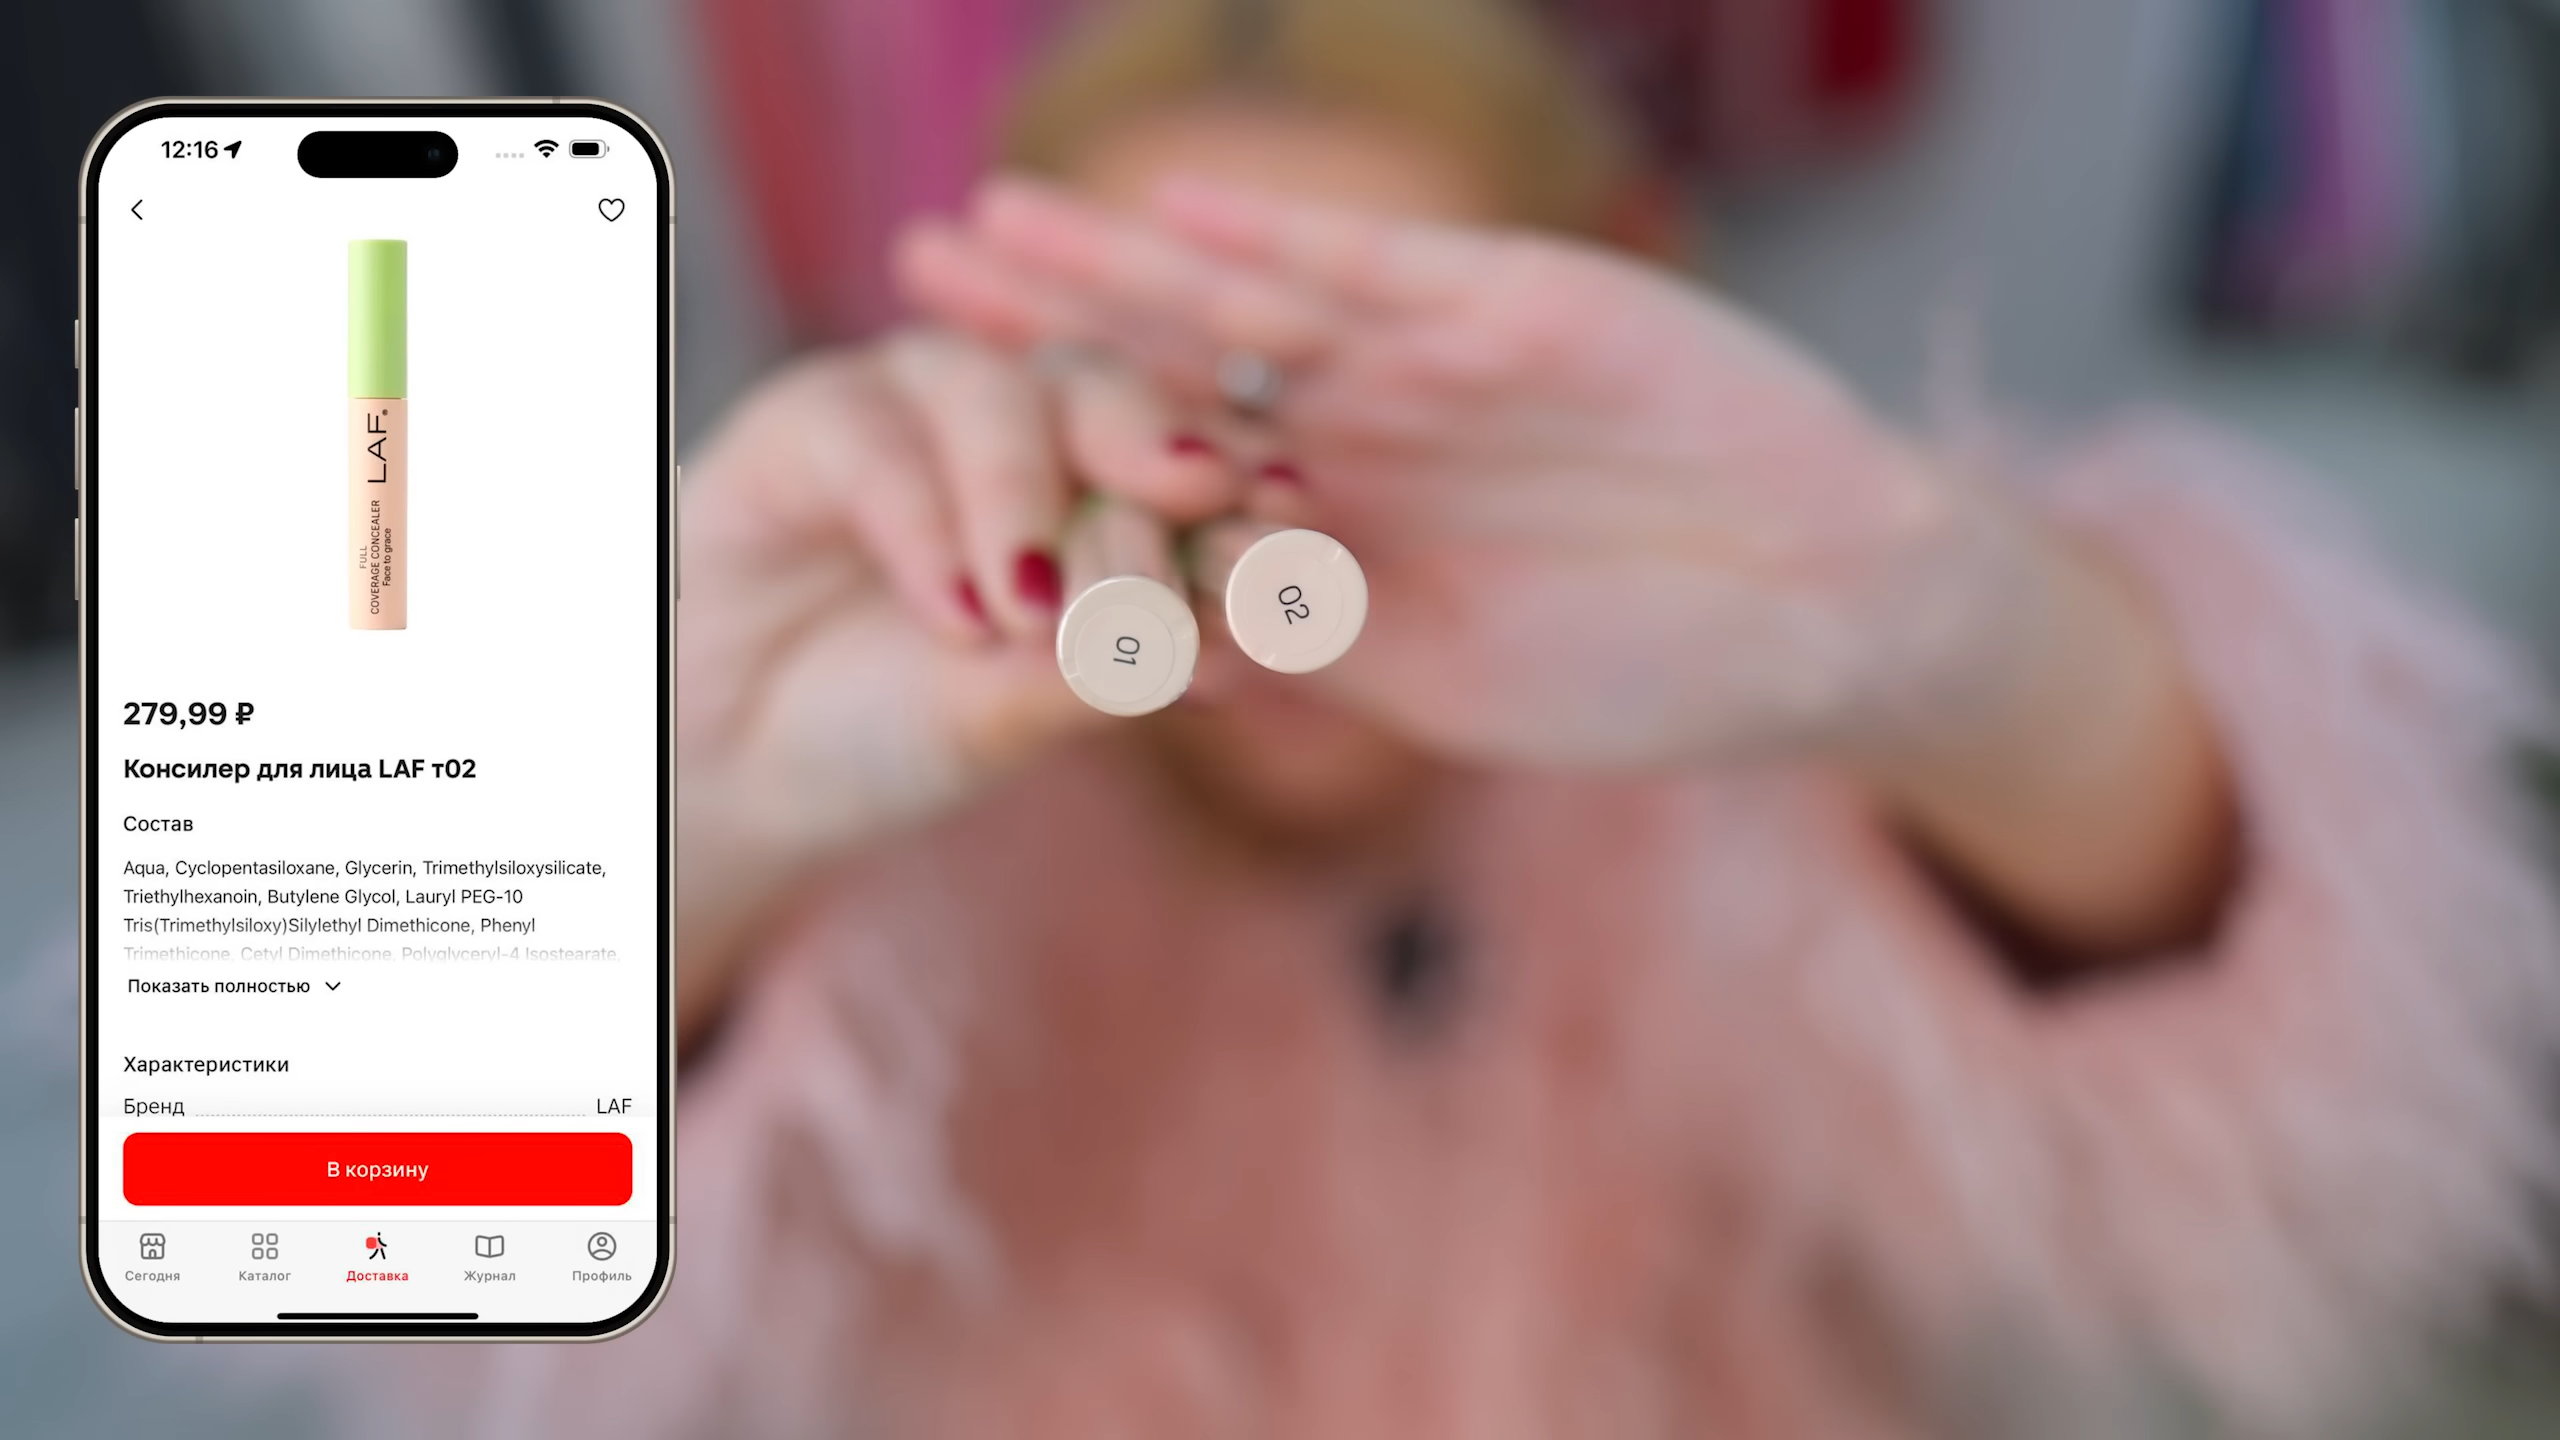 12:16
LAF®
FULL
COVERAGE CONCEALER
Face to grace
279,99 ₽
Консилер для лица LAF т02
Состав
Aqua, Cyclopentasiloxane, Glycerin, Trimethylsiloxysilicate,
Triethylhexanoin, Butylene Glycol, Lauryl PEG-10
Tris(Trimethylsiloxy)Silylethyl Dimethicone, Phenyl
Trimethicone, Cetyl Dimethicone, Polyglyceryl-4 Isostearate,
Показать полностью
Характеристики
Бренд LAF
В корзину
Сегодня Каталог Доставка Журнал Профиль
01
02